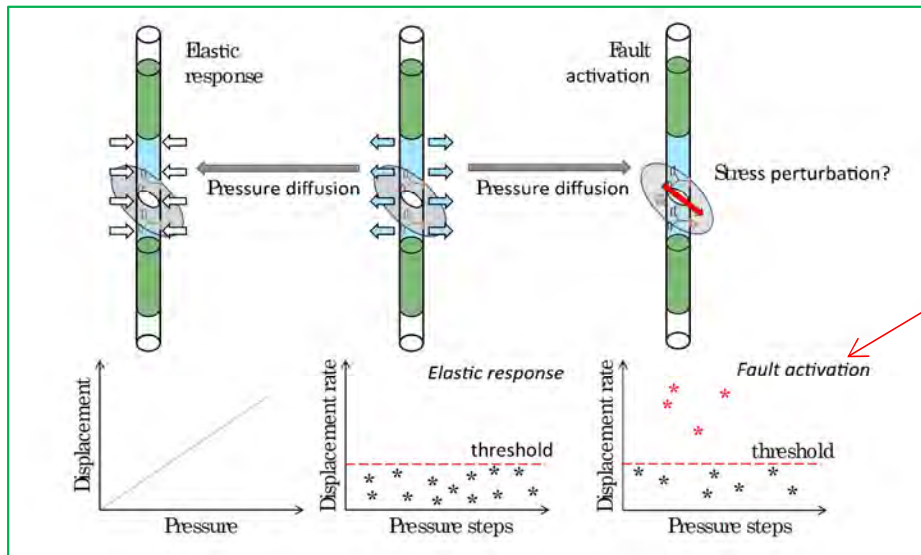 Elastic
response
Fault
activation
Pressure diffusion
Pressure diffusion
Stress perturbation?
Displacement
Pressure
Displacement rate
Elastic response
threshold
Pressure steps
Displacement rate
Fault activation
threshold
Pressure steps